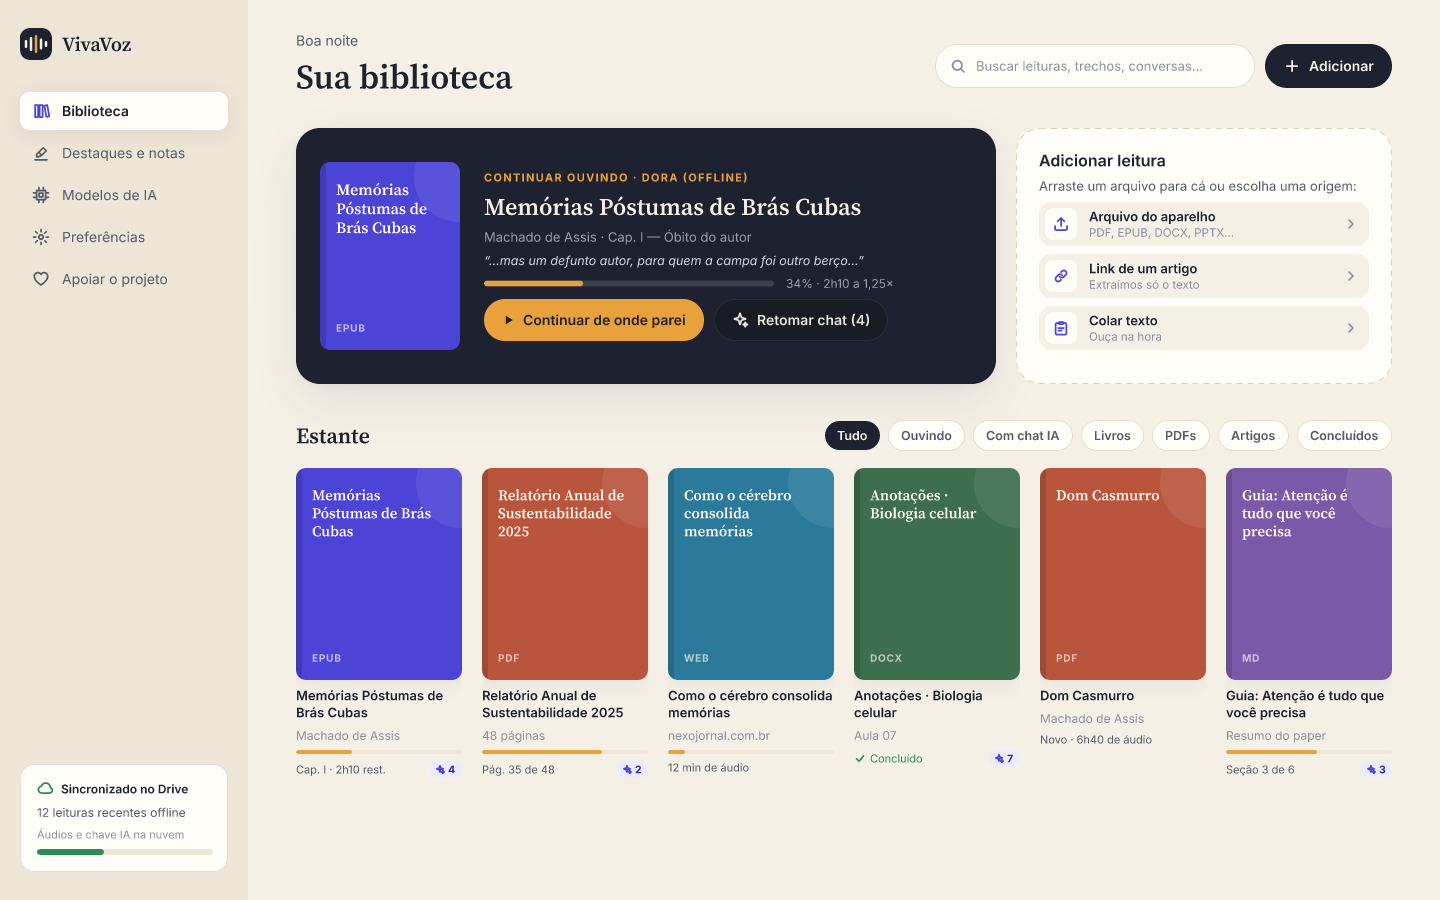 VivaVoz
Biblioteca
Destaques e notas
Modelos de IA
Preferências
Apoiar o projeto
Sincronizado no Drive
12 leituras recentes offline
Áudios e chave IA na nuvem
Boa noite
Sua biblioteca
Buscar leituras, trechos, conversas...
Adicionar
Memórias
Póstumas de
Brás Cubas
EPUB
CONTINUAR OUVINDO · DORA (OFFLINE)
Memórias Póstumas de Brás Cubas
Machado de Assis · Cap. I — Óbito do autor
“...mas um defunto autor, para quem a campa foi outro berço...”
34% · 2h10 a 1,25×
Continuar de onde parei
Retomar chat (4)
Adicionar leitura
Arraste um arquivo para cá ou escolha uma origem:
Arquivo do aparelho
PDF, EPUB, DOCX, PPTX...
Link de um artigo
Extraímos só o texto
Colar texto
Ouça na hora
Estante
Tudo
Ouvindo
Com chat IA
Livros
PDFs
Artigos
Concluídos
Memórias
Póstumas de Brás
Cubas
EPUB
Memórias Póstumas de
Brás Cubas
Machado de Assis
Cap. I · 2h10 rest.
4
Relatório Anual de
Sustentabilidade
2025
PDF
Relatório Anual de
Sustentabilidade 2025
48 páginas
Pág. 35 de 48
2
Como o cérebro
consolida
memórias
WEB
Como o cérebro consolida
memórias
nexojornal.com.br
12 min de áudio
Anotações ·
Biologia celular
DOCX
Anotações · Biologia
celular
Aula 07
Concluído
7
Dom Casmurro
PDF
Dom Casmurro
Machado de Assis
Novo · 6h40 de áudio
Guia: Atenção é
tudo que você
precisa
MD
Guia: Atenção é tudo que
você precisa
Resumo do paper
Seção 3 de 6
3